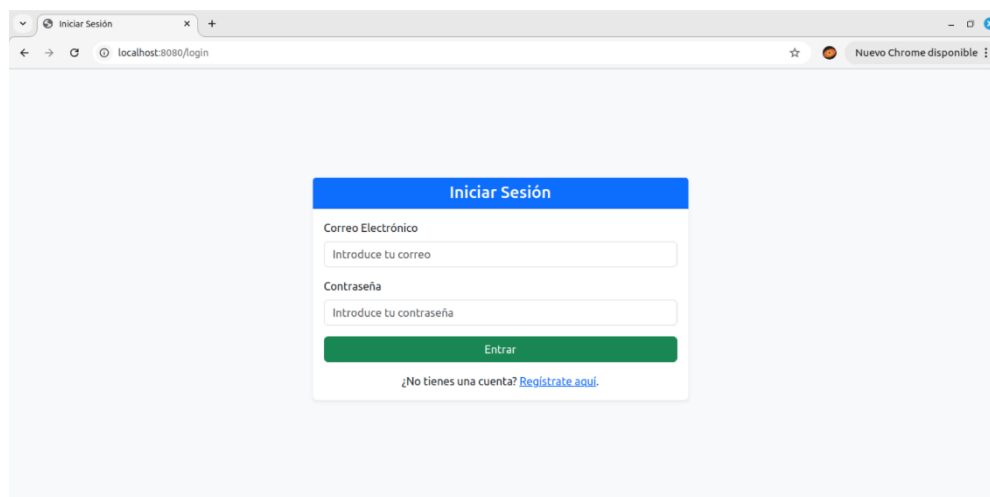 Iniciar Sesión
localhost:8080/login
Nuevo Chrome disponible
Iniciar Sesión
Correo Electrónico
Introduce tu correo
Contraseña
Introduce tu contraseña
Entrar
¿No tienes una cuenta? Regístrate aquí.